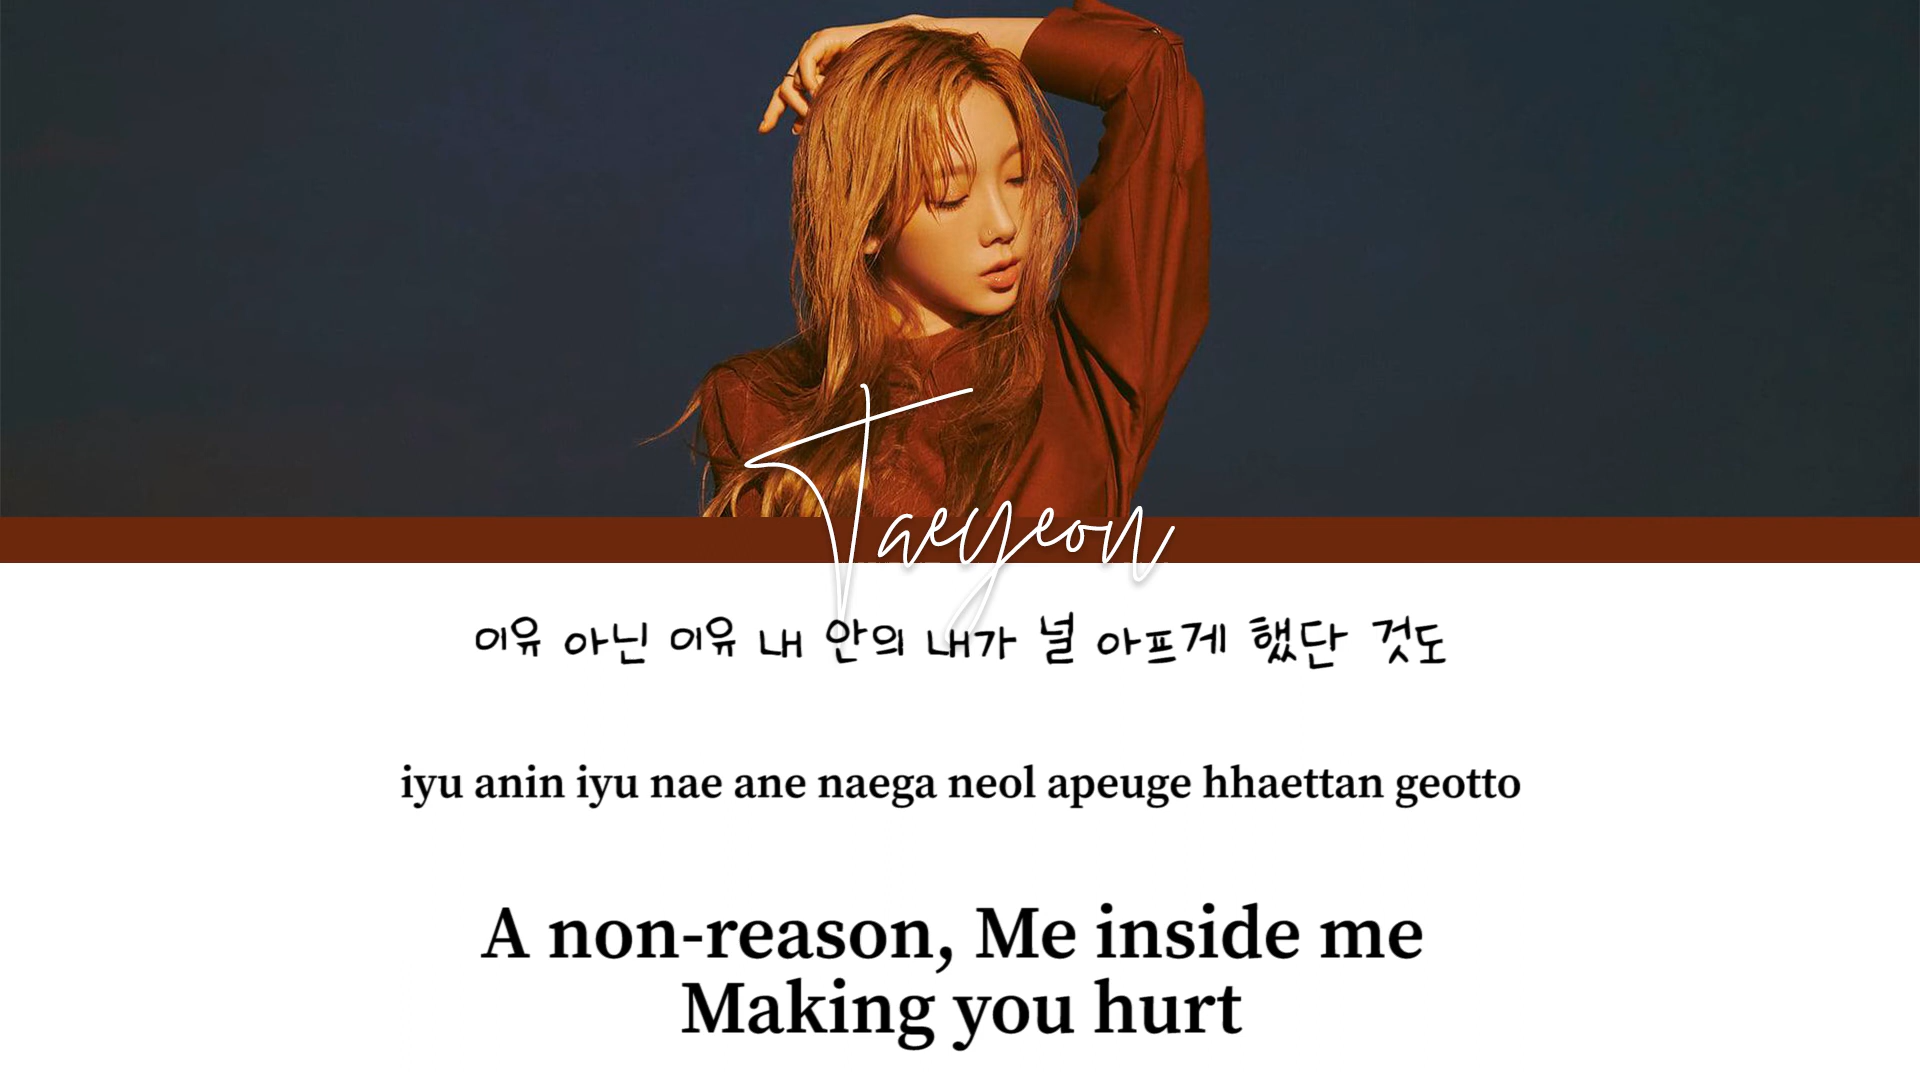 Taeyeon
이유 아닌 이유 내 안의 내가 널 아프게 했단 것도
iyu anin iyu nae ane naega neol apeuge hhaettan geotto
A non-reason, Me inside me
Making you hurt